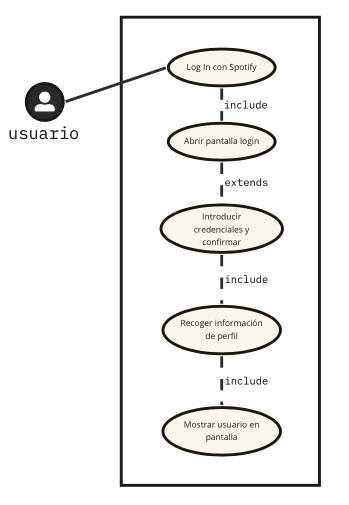 Log In con Spotify
include
usuario
Abrir pantalla login
extends
Introducir
credenciales y
confirmar
include
Recoger información
de perfil
include
Mostrar usuario en
pantalla